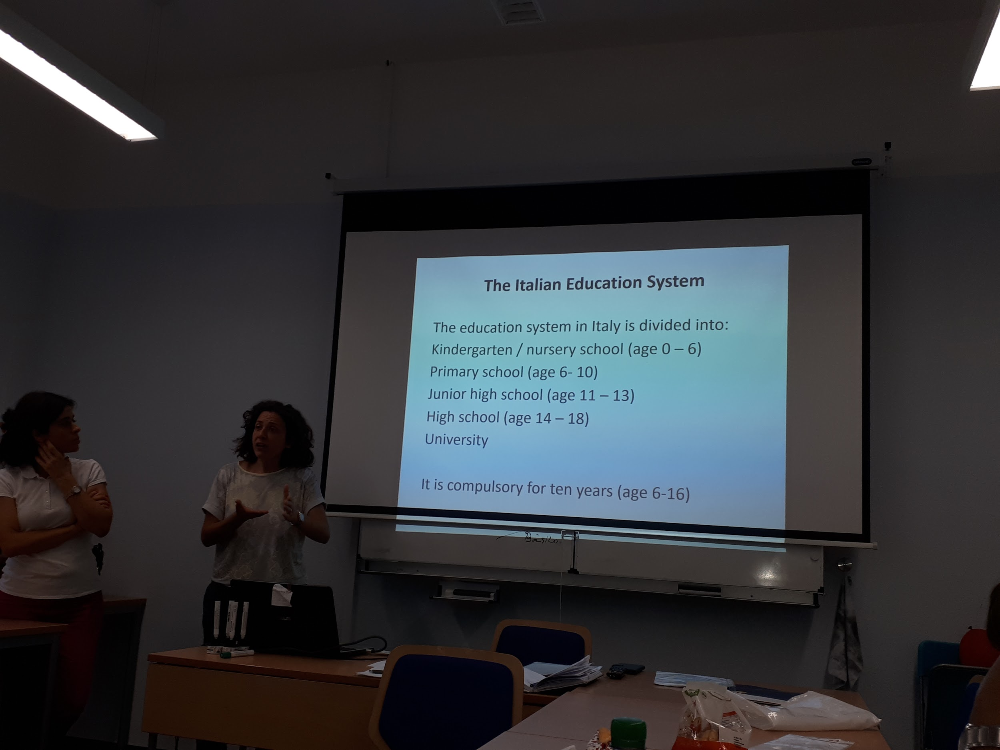 The Italian Education System
The education system in Italy is divided into:
Kindergarten / nursery school (age 0 – 6)
Primary school (age 6- 10)
Junior high school (age 11 – 13)
High school (age 14 – 18)
University
It is compulsory for ten years (age 6-16)
Básico